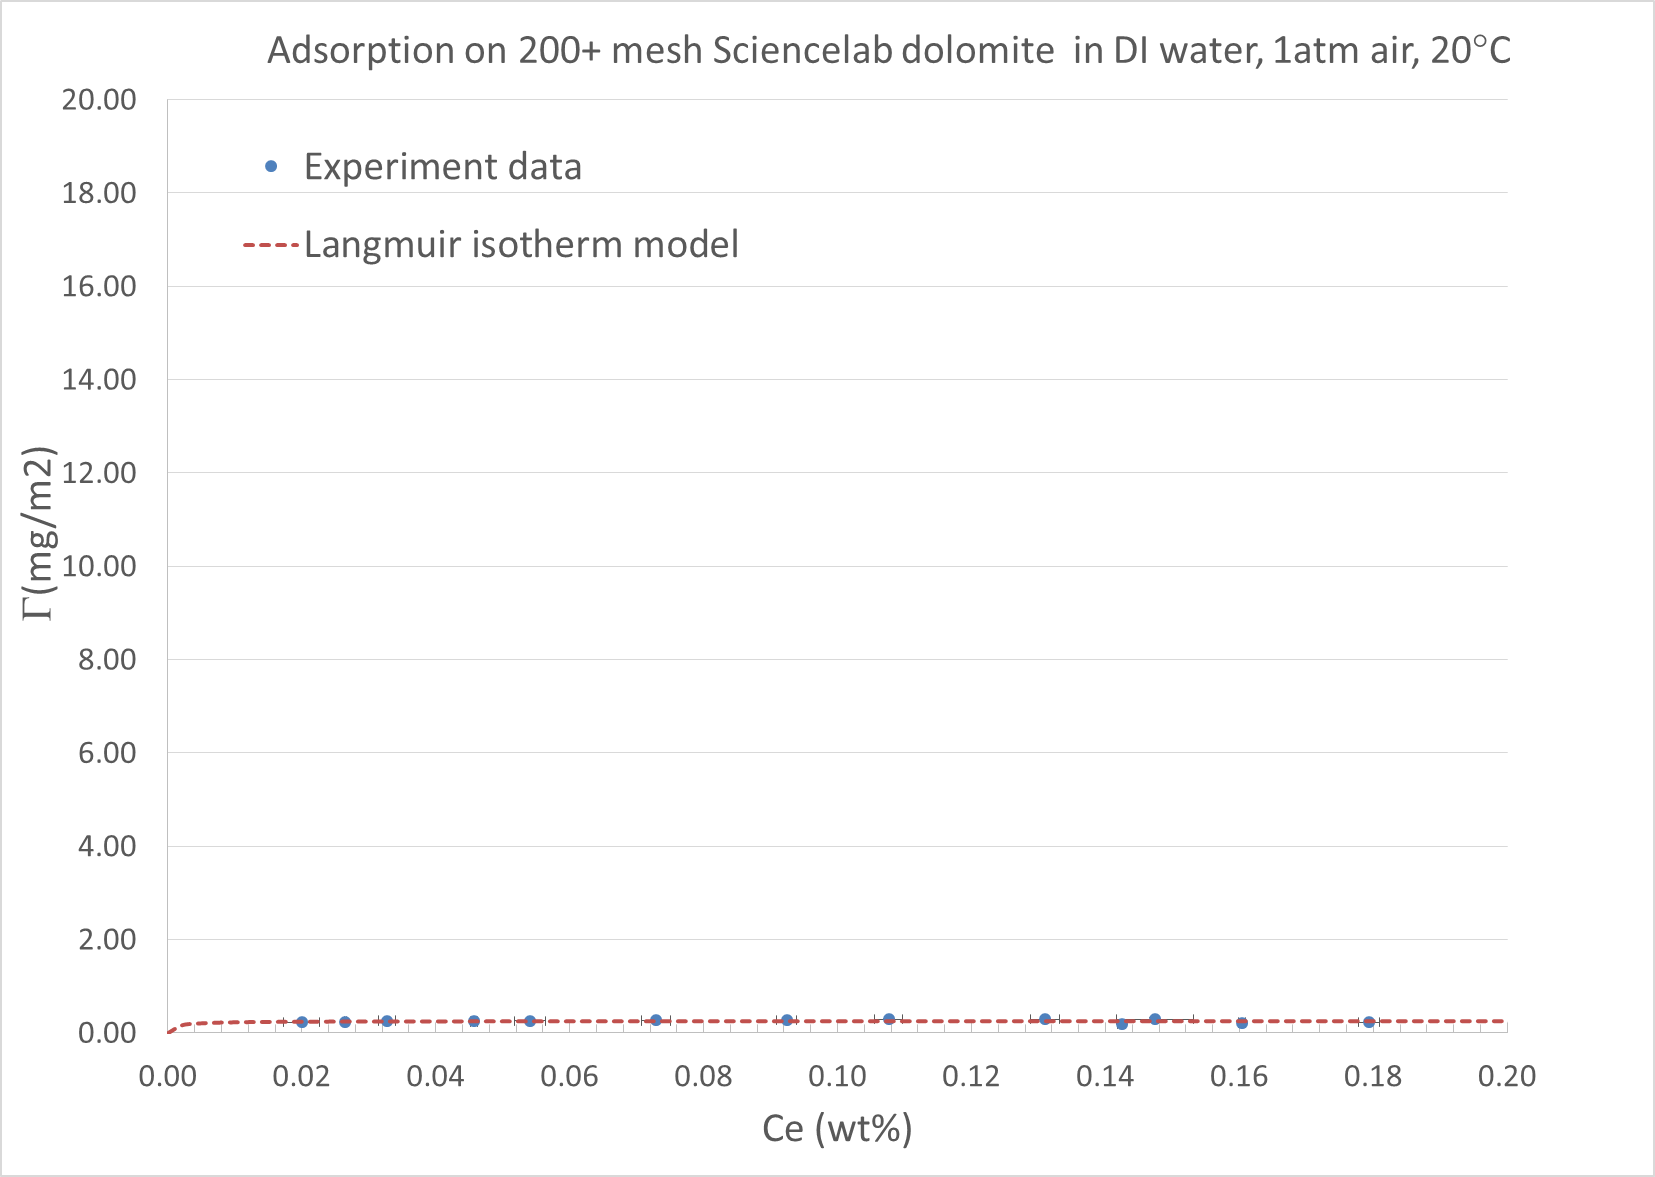 Adsorption on 200+ mesh Sciencelab dolomite  in DI water, 1atm air, 20°C
20.00
Experiment data
18.00
Langmuir isotherm model
16.00
14.00
12.00
10.00
8.00
6.00
4.00
2.00
0.00
Γ(mg/m2)
0.00 0.02 0.04 0.06 0.08 0.10 0.12 0.14 0.16 0.18 0.20
Ce (wt%)